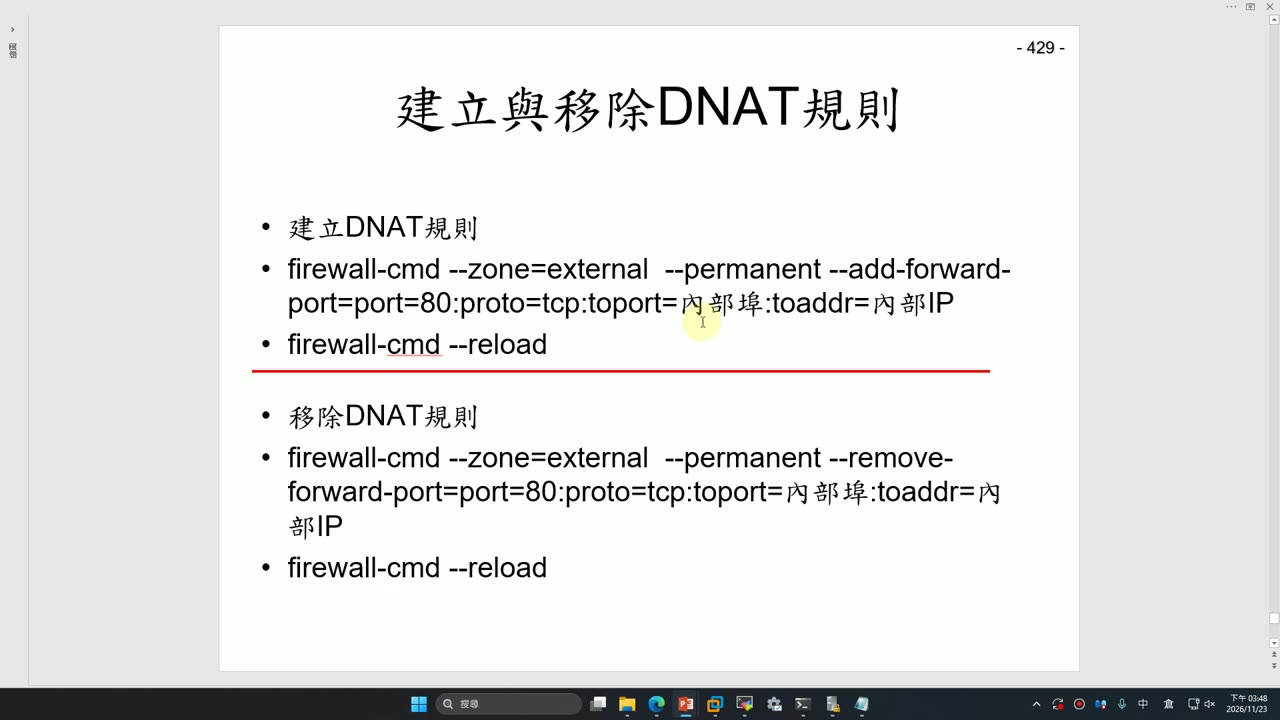 - 429 -
建立與移除DNAT規則
• 建立DNAT規則
• firewall-cmd --zone=external  --permanent --add-forward-
port=port=80:proto=tcp:toport=內部埠:toaddr=內部IP
• firewall-cmd --reload
• 移除DNAT規則
• firewall-cmd --zone=external  --permanent --remove-
forward-port=port=80:proto=tcp:toport=內部埠:toaddr=內
部IP
• firewall-cmd --reload
搜尋
中
下午 03:48
2026/11/23